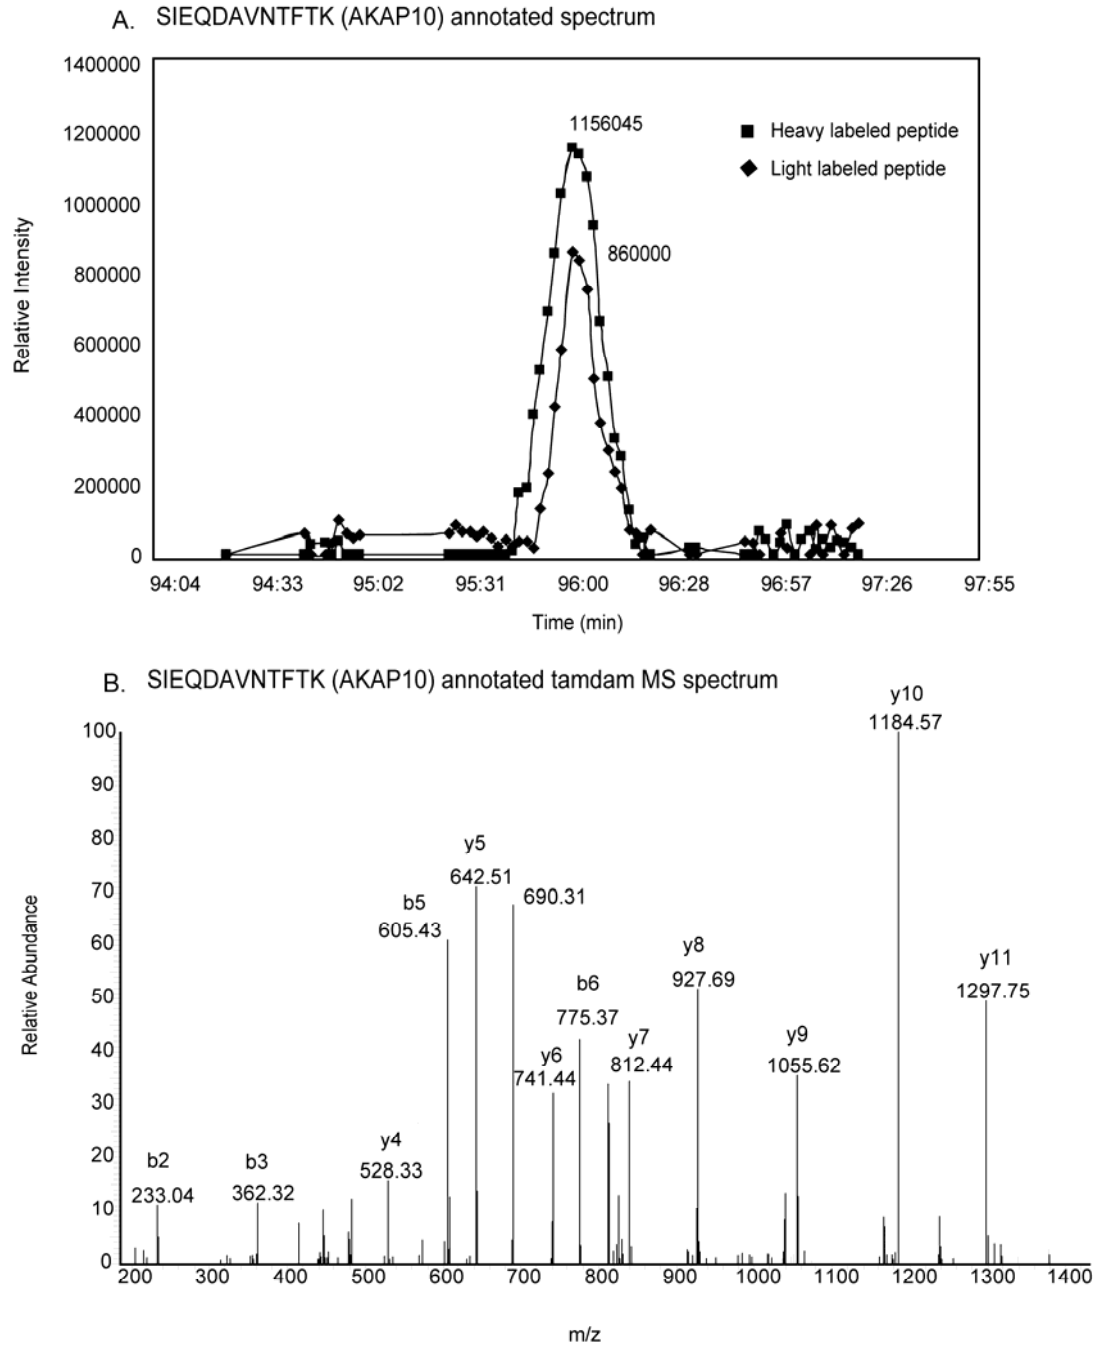 A. SIEQDAVNTFTK (AKAP10) annotated spectrum
1400000
1200000
1000000
800000
600000
400000
200000
0
Relative Intensity
1156045
860000
Heavy labeled peptide
Light labeled peptide
94:04 94:33 95:02 95:31 96:00 96:28 96:57 97:26 97:55
Time (min)
B. SIEQDAVNTFTK (AKAP10) annotated tamdam MS spectrum
100
90
80
70
60
50
40
30
20
10
0
Relative Abundance
b2
233.04
b3
362.32
y4
528.33
b5
605.43
y5
642.51
690.31
y6
741.44
b6
775.37
y7
812.44
y8
927.69
y9
1055.62
y10
1184.57
y11
1297.75
200 300 400 500 600 700 800 900 1000 1100 1200 1300 1400
m/z